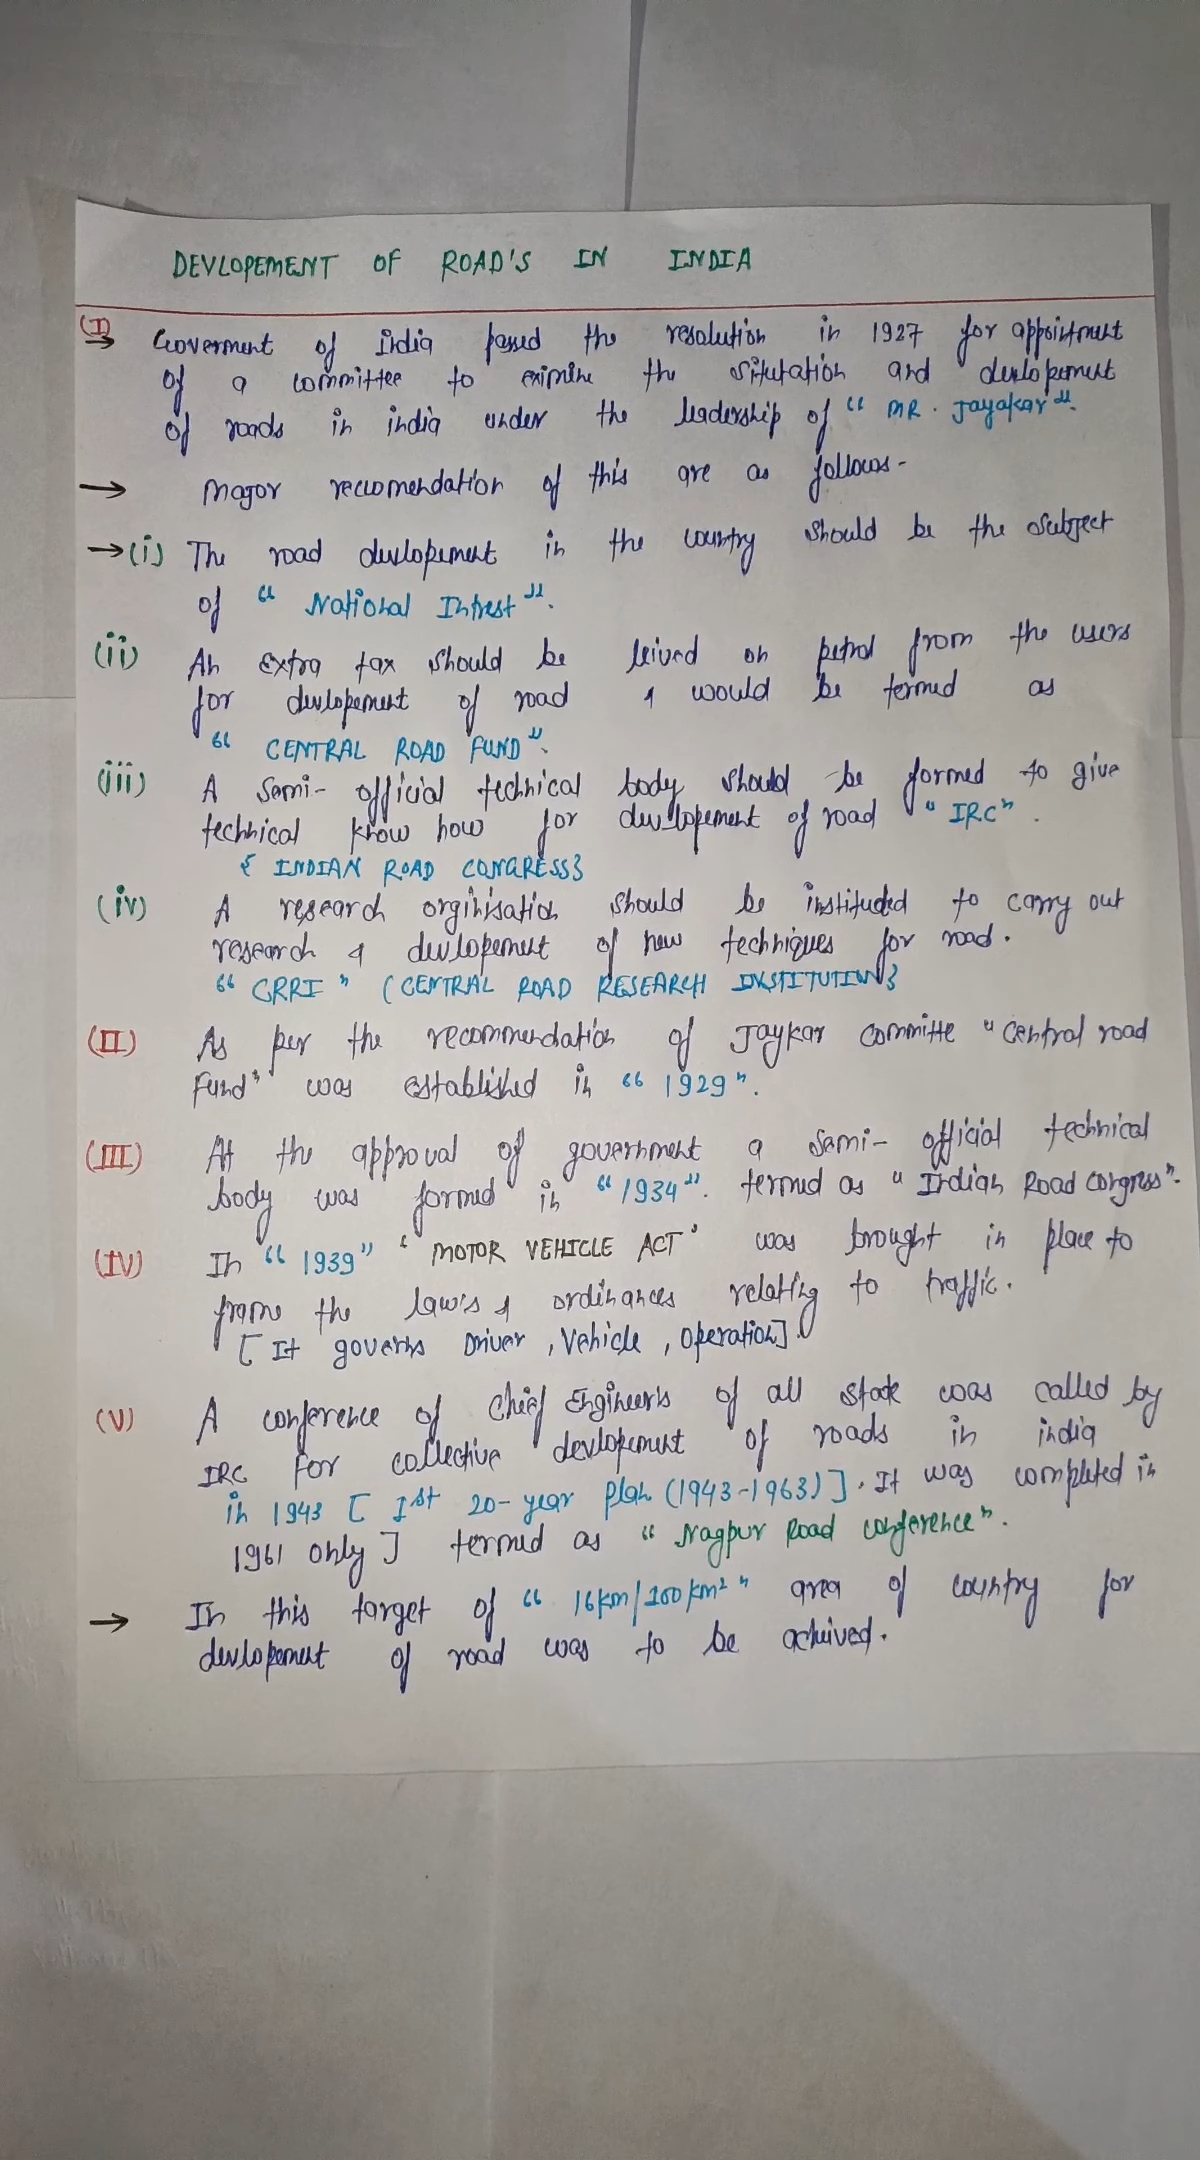 DEVLOPEMENT OF ROAD'S IN INDIA
(I)
→ Goverment of India passed the resolution in 1927 for appointment
of a committee to eximine the situtation and devlopement
of roads in india under the leadership of "MR. Jayakar".
→ Major reccomendation of this are as follows-
→ (i) The road devlopement in the country should be the subject
of "National Intrest".
(ii) An extra tax should be leived on petrol from the users
for devlopement of road & would be termed as
"CENTRAL ROAD FUND".
(iii) A Semi-official technical body should be formed to give
technical know how for devlopement of road "IRC".
{ INDIAN ROAD CONGRESS}
(iv) A research orginisation should be instituded to carry out
research & devlopement of new techniques for road.
"CRRI" (CENTRAL ROAD RESEARCH INSTITUTION}
(II) As per the recommendation of Jaykar committe "Central road
fund" was established in "1929".
(III) At the approval of government a semi-official technical
body was formed in "1934". termed as "Indian Road Congress".
(IV) In "1939" 'MOTOR VEHICLE ACT' was brought in place to
frame the law's & ordinances relating to traffic.
[It governs Driver, Vehicle, Operation].
(V) A conference of Chief Engineer's of all state was called by
IRC for collective devlopement of roads in india
in 1943 [ Ist 20-year plan (1943-1963)]. It was completed in
1961 only] termed as "Nagpur Road conference".
→ In this target of "16km/100km²" area of country for
devlopement of road was to be acheived.